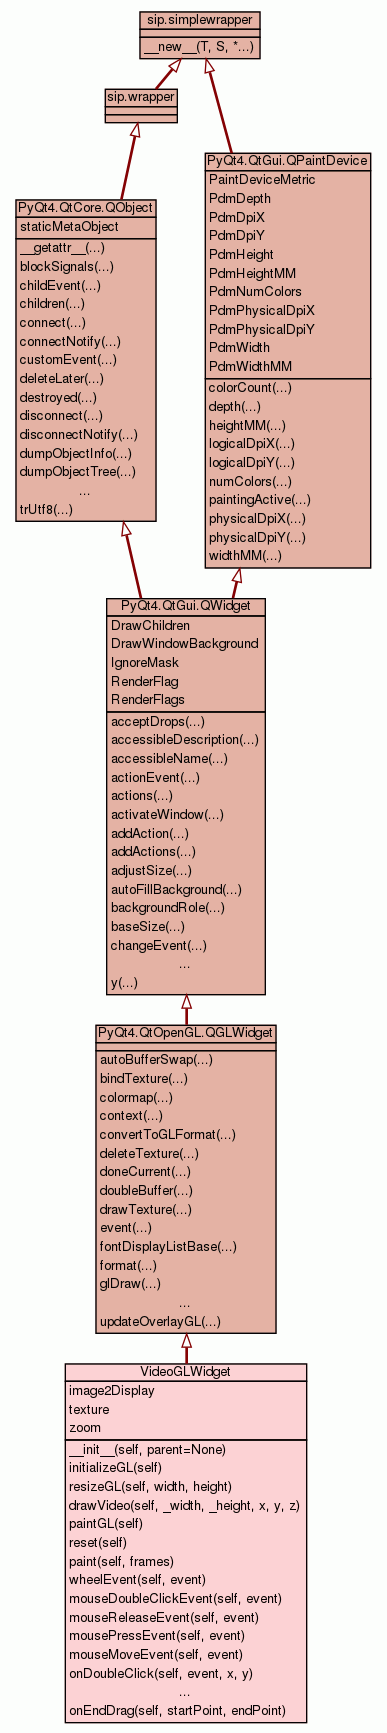 sip.simplewrapper
__new__(T, S, *...)
sip.wrapper
PyQt4.QtGui.QPaintDevice
PaintDeviceMetric
PdmDepth
PdmDpiX
PdmDpiY
PdmHeight
PdmHeightMM
PdmNumColors
PdmPhysicalDpiX
PdmPhysicalDpiY
PdmWidth
PdmWidthMM
colorCount(...)
depth(...)
heightMM(...)
logicalDpiX(...)
logicalDpiY(...)
numColors(...)
paintingActive(...)
physicalDpiX(...)
physicalDpiY(...)
widthMM(...)
PyQt4.QtCore.QObject
staticMetaObject
__getattr__(...)
blockSignals(...)
childEvent(...)
children(...)
connect(...)
connectNotify(...)
customEvent(...)
deleteLater(...)
destroyed(...)
disconnect(...)
disconnectNotify(...)
dumpObjectInfo(...)
dumpObjectTree(...)
...
trUtf8(...)
PyQt4.QtGui.QWidget
DrawChildren
DrawWindowBackground
IgnoreMask
RenderFlag
RenderFlags
acceptDrops(...)
accessibleDescription(...)
accessibleName(...)
actionEvent(...)
actions(...)
activateWindow(...)
addAction(...)
addActions(...)
adjustSize(...)
autoFillBackground(...)
backgroundRole(...)
baseSize(...)
changeEvent(...)
...
y(...)
PyQt4.QtOpenGL.QGLWidget
autoBufferSwap(...)
bindTexture(...)
colormap(...)
context(...)
convertToGLFormat(...)
deleteTexture(...)
doneCurrent(...)
doubleBuffer(...)
drawTexture(...)
event(...)
fontDisplayListBase(...)
format(...)
glDraw(...)
...
updateOverlayGL(...)
VideoGLWidget
image2Display
texture
zoom
__init__(self, parent=None)
initializeGL(self)
resizeGL(self, width, height)
drawVideo(self, _width, _height, x, y, z)
paintGL(self)
reset(self)
paint(self, frames)
wheelEvent(self, event)
mouseDoubleClickEvent(self, event)
mouseReleaseEvent(self, event)
mousePressEvent(self, event)
mouseMoveEvent(self, event)
onDoubleClick(self, event, x, y)
...
onEndDrag(self, startPoint, endPoint)